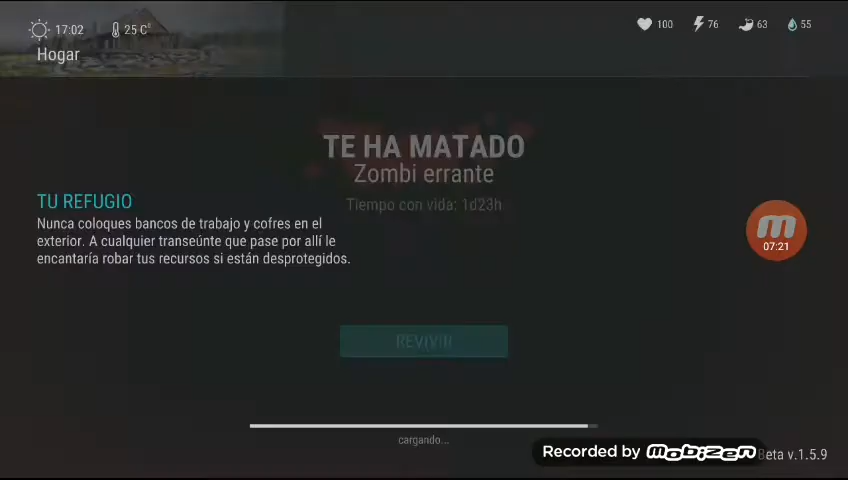 17:02
25 C°
100
76
63
55
Hogar
TE HA MATADO
Zombi errante
Tiempo con vida: 1d23h
TU REFUGIO
Nunca coloques bancos de trabajo y cofres en el
exterior. A cualquier transeúnte que pase por allí le
encantaría robar tus recursos si están desprotegidos.
07:21
REVIVIR
cargando...
Recorded by mobizen
Beta v.1.5.9